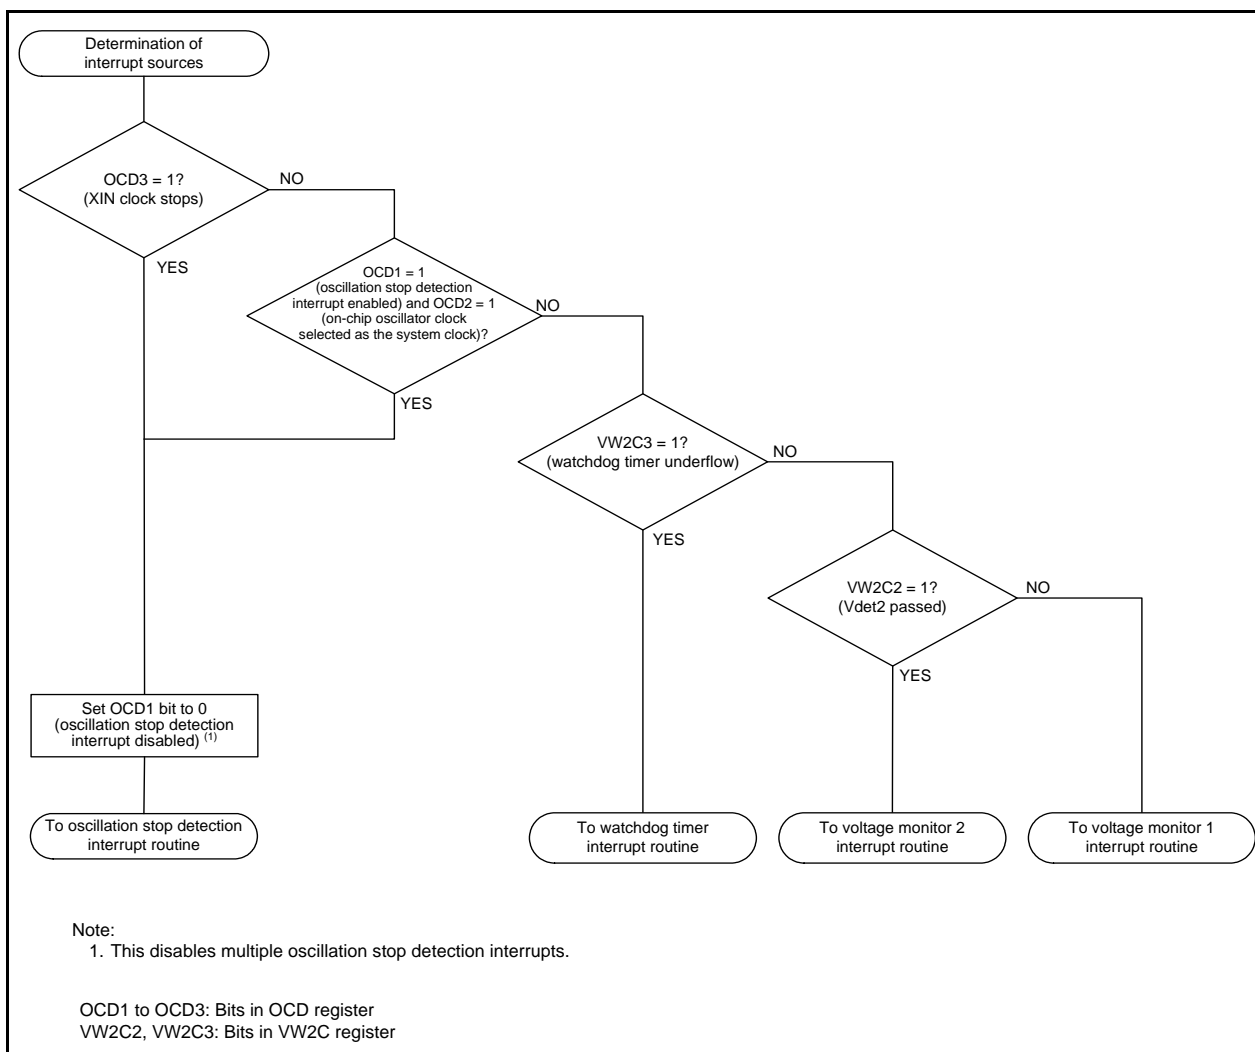 Determination of
interrupt sources
OCD3 = 1?
(XIN clock stops)
NO
YES
OCD1 = 1
(oscillation stop detection
interrupt enabled) and OCD2 = 1
(on-chip oscillator clock
selected as the system clock)?
NO
YES
VW2C3 = 1?
(watchdog timer underflow)
NO
YES
VW2C2 = 1?
(Vdet2 passed)
NO
YES
Set OCD1 bit to 0
(oscillation stop detection
interrupt disabled) (1)
To oscillation stop detection
interrupt routine
To watchdog timer
interrupt routine
To voltage monitor 2
interrupt routine
To voltage monitor 1
interrupt routine
Note:
1. This disables multiple oscillation stop detection interrupts.
OCD1 to OCD3: Bits in OCD register
VW2C2, VW2C3: Bits in VW2C register